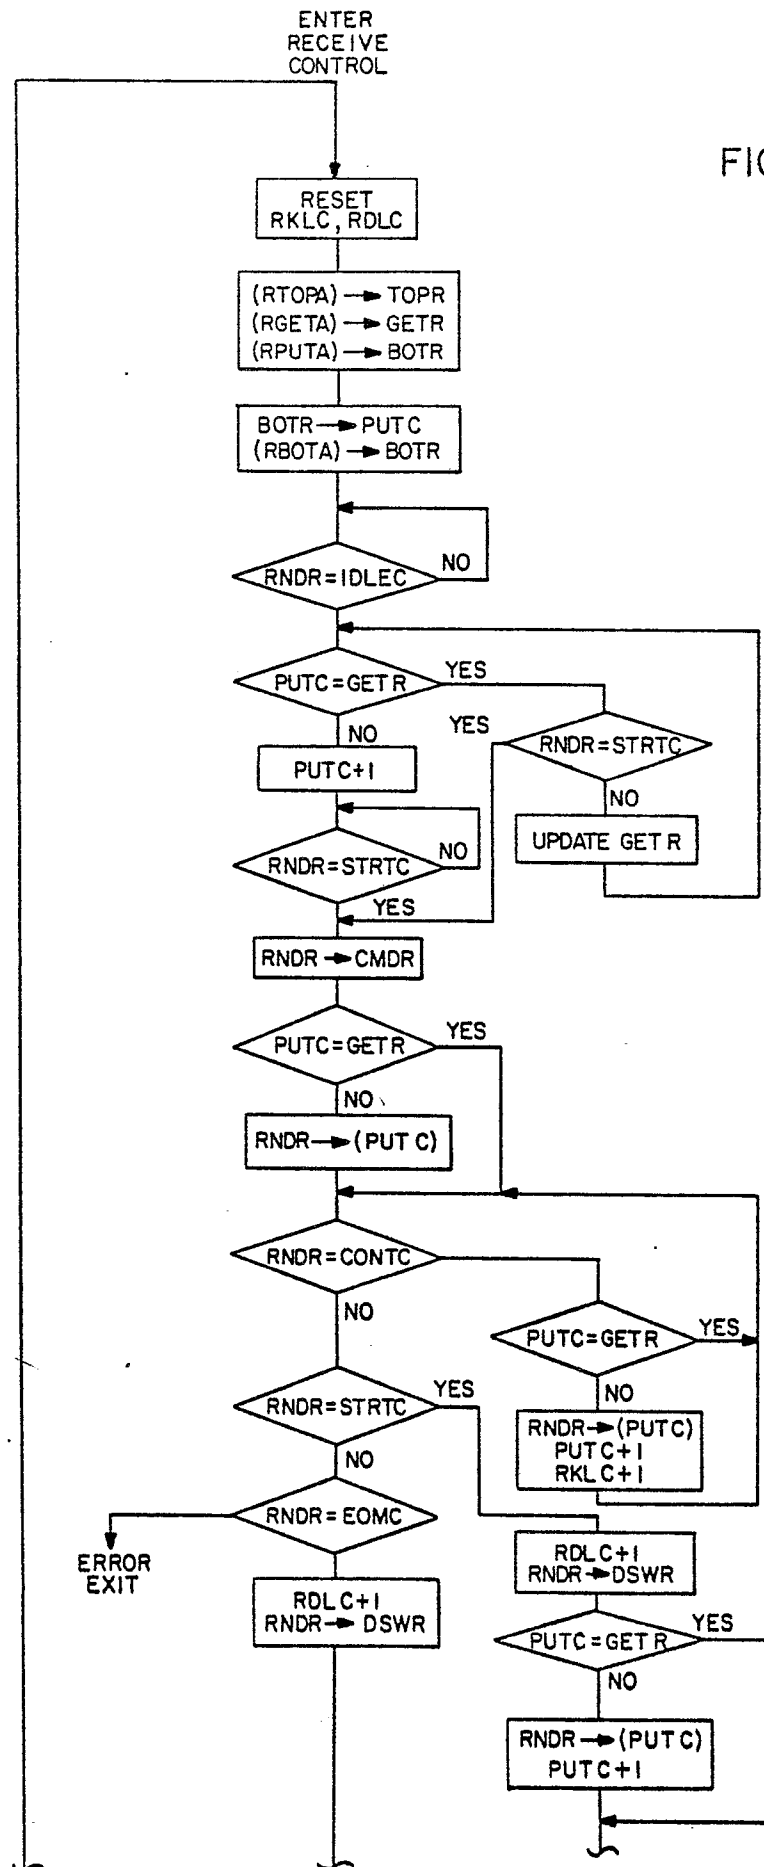 ENTER
RECEIVE
CONTROL
FIG
RESET
RKLC, RDLC
(RTOPA) → TOPR
(RGETA) → GETR
(RPUTA) → BOTR
BOTR → PUTC
(RBOTA) → BOTR
RNDR=IDLEC
NO
PUTC=GETR
YES
NO
YES
RNDR=STRTC
NO
PUTC+1
UPDATE GETR
RNDR=STRTC
NO
YES
RNDR → CMDR
PUTC=GETR
YES
NO
RNDR → (PUTC)
RNDR=CONTC
NO
PUTC=GETR
YES
NO
RNDR=STRTC
YES
NO
RNDR → (PUTC)
PUTC+1
RKLC+1
RNDR=EOMC
ERROR
EXIT
RDLC+1
RNDR → DSWR
RDLC+1
RNDR → DSWR
PUTC=GETR
YES
NO
RNDR → (PUTC)
PUTC+1